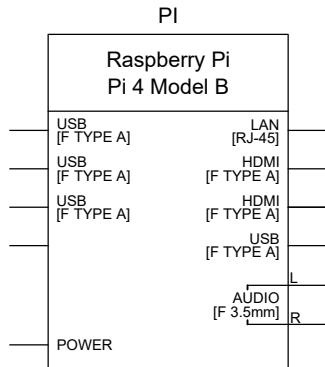 PI
Raspberry Pi
Pi 4 Model B
USB
[F TYPE A]
USB
[F TYPE A]
USB
[F TYPE A]
POWER
LAN
[RJ-45]
HDMI
[F TYPE A]
HDMI
[F TYPE A]
USB
[F TYPE A]
L
AUDIO
[F 3.5mm]
R